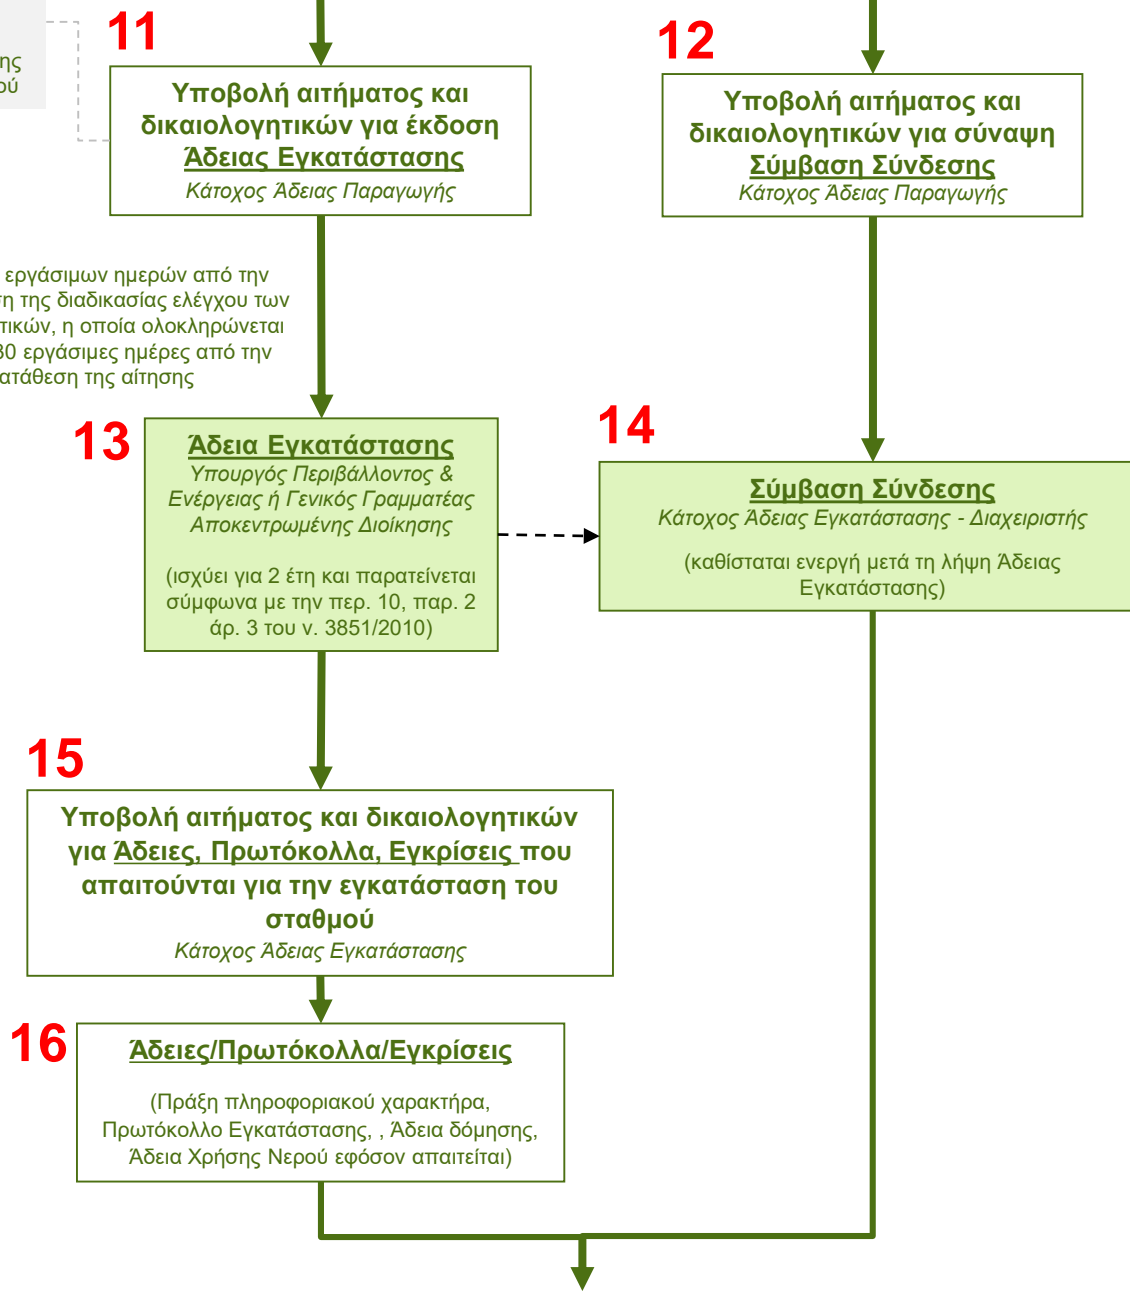 ης
ού
11
Υποβολή αιτήματος και
δικαιολογητικών για έκδοση
Άδειας Εγκατάστασης
Κάτοχος Άδειας Παραγωγής
12
Υποβολή αιτήματος και
δικαιολογητικών για σύναψη
Σύμβαση Σύνδεσης
Κάτοχος Άδειας Παραγωγής
εργάσιμων ημερών από την
ση της διαδικασίας ελέγχου των
τικών, η οποία ολοκληρώνεται
30 εργάσιμες ημέρες από την
ατάθεση της αίτησης
13
Άδεια Εγκατάστασης
Υπουργός Περιβάλλοντος &
Ενέργειας ή Γενικός Γραμματέας
Αποκεντρωμένης Διοίκησης
(ισχύει για 2 έτη και παρατείνεται
σύμφωνα με την περ. 10, παρ. 2
άρ. 3 του ν. 3851/2010)
14
Σύμβαση Σύνδεσης
Κάτοχος Άδειας Εγκατάστασης - Διαχειριστής
(καθίσταται ενεργή μετά τη λήψη Άδειας
Εγκατάστασης)
15
Υποβολή αιτήματος και δικαιολογητικών
για Άδειες, Πρωτόκολλα, Εγκρίσεις που
απαιτούνται για την εγκατάσταση του
σταθμού
Κάτοχος Άδειας Εγκατάστασης
16
Άδειες/Πρωτόκολλα/Εγκρίσεις
(Πράξη πληροφοριακού χαρακτήρα,
Πρωτόκολλο Εγκατάστασης, , Άδεια δόμησης,
Άδεια Χρήσης Νερού εφόσον απαιτείται)